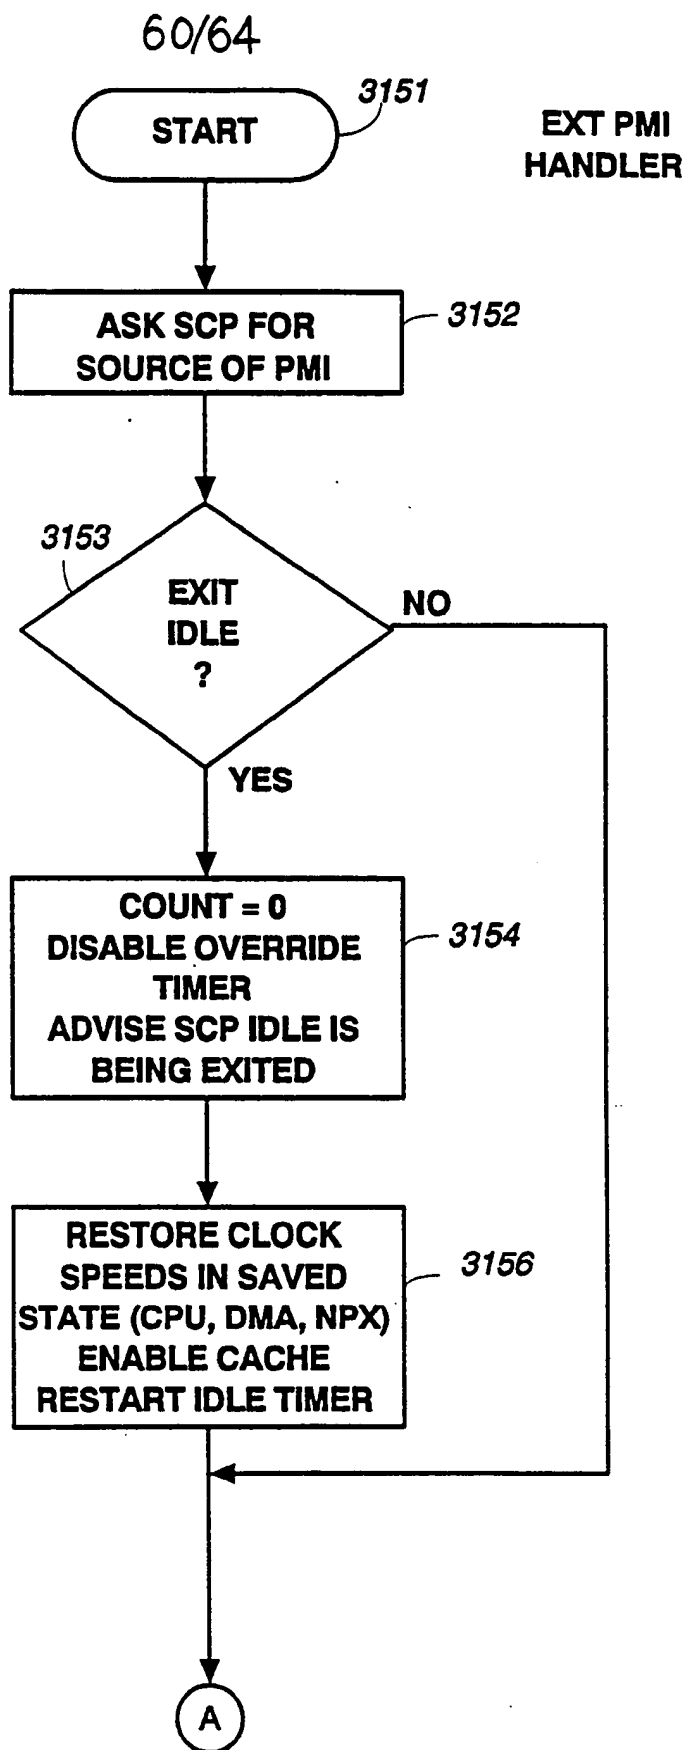 60/64
START
3151
EXT PMI
HANDLER
ASK SCP FOR
SOURCE OF PMI
3152
3153
EXIT
IDLE
?
NO
YES
COUNT = 0
DISABLE OVERRIDE
TIMER
ADVISE SCP IDLE IS
BEING EXITED
3154
RESTORE CLOCK
SPEEDS IN SAVED
STATE (CPU, DMA, NPX)
ENABLE CACHE
RESTART IDLE TIMER
3156
A